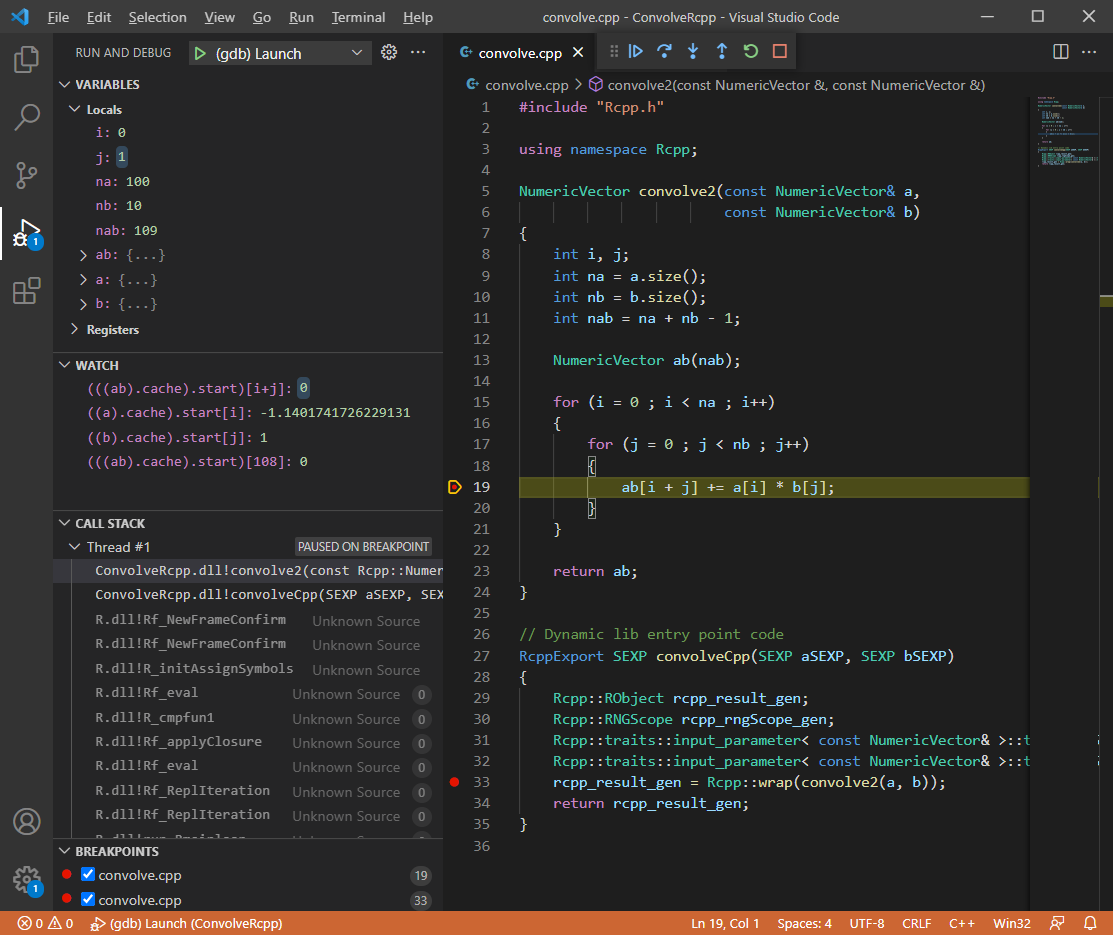 File Edit Selection View Go Run Terminal Help convolve.cpp - ConvolveRcpp - Visual Studio Code
RUN AND DEBUG (gdb) Launch
VARIABLES
Locals
i: 0
j: 1
na: 100
nb: 10
nab: 109
ab: {...}
a: {...}
b: {...}
Registers
WATCH
(((ab).cache).start)[i+j]: 0
((a).cache).start[i]: -1.1401741726229131
((b).cache).start[j]: 1
(((ab).cache).start)[108]: 0
CALL STACK
Thread #1 PAUSED ON BREAKPOINT
ConvolveRcpp.dll!convolve2(const Rcpp::Numer
ConvolveRcpp.dll!convolveCpp(SEXP aSEXP, SEX
R.dll!Rf_NewFrameConfirm Unknown Source
R.dll!Rf_NewFrameConfirm Unknown Source
R.dll!R_initAssignSymbols Unknown Source
R.dll!Rf_eval Unknown Source 0
R.dll!R_cmpfun1 Unknown Source 0
R.dll!Rf_applyClosure Unknown Source 0
R.dll!Rf_eval Unknown Source 0
R.dll!Rf_ReplIteration Unknown Source 0
R.dll!Rf_ReplIteration Unknown Source 0
BREAKPOINTS
convolve.cpp 19
convolve.cpp 33
1
1
convolve.cpp
convolve.cpp > convolve2(const NumericVector &, const NumericVector &)
1 #include "Rcpp.h"
2
3 using namespace Rcpp;
4
5 NumericVector convolve2(const NumericVector& a,
6 const NumericVector& b)
7 {
8 int i, j;
9 int na = a.size();
10 int nb = b.size();
11 int nab = na + nb - 1;
12
13 NumericVector ab(nab);
14
15 for (i = 0 ; i < na ; i++)
16 {
17 for (j = 0 ; j < nb ; j++)
18 {
19 ab[i + j] += a[i] * b[j];
20 }
21 }
22
23 return ab;
24 }
25
26 // Dynamic lib entry point code
27 RcppExport SEXP convolveCpp(SEXP aSEXP, SEXP bSEXP)
28 {
29 Rcpp::RObject rcpp_result_gen;
30 Rcpp::RNGScope rcpp_rngScope_gen;
31 Rcpp::traits::input_parameter< const NumericVector& >::t
32 Rcpp::traits::input_parameter< const NumericVector& >::t
33 rcpp_result_gen = Rcpp::wrap(convolve2(a, b));
34 return rcpp_result_gen;
35 }
36
0 0 (gdb) Launch (ConvolveRcpp) Ln 19, Col 1 Spaces: 4 UTF-8 CRLF C++ Win32